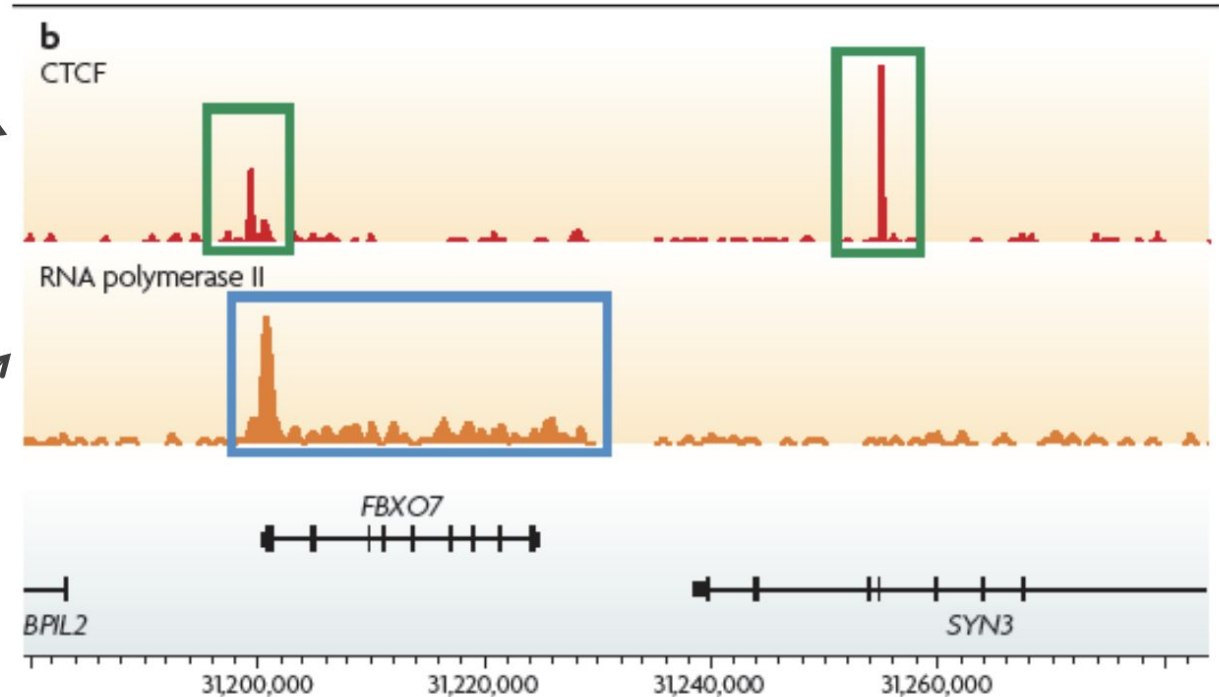 b
CTCF
RNA polymerase II
FBXO7
BPIL2
SYN3
31,200,000 31,220,000 31,240,000 31,260,000